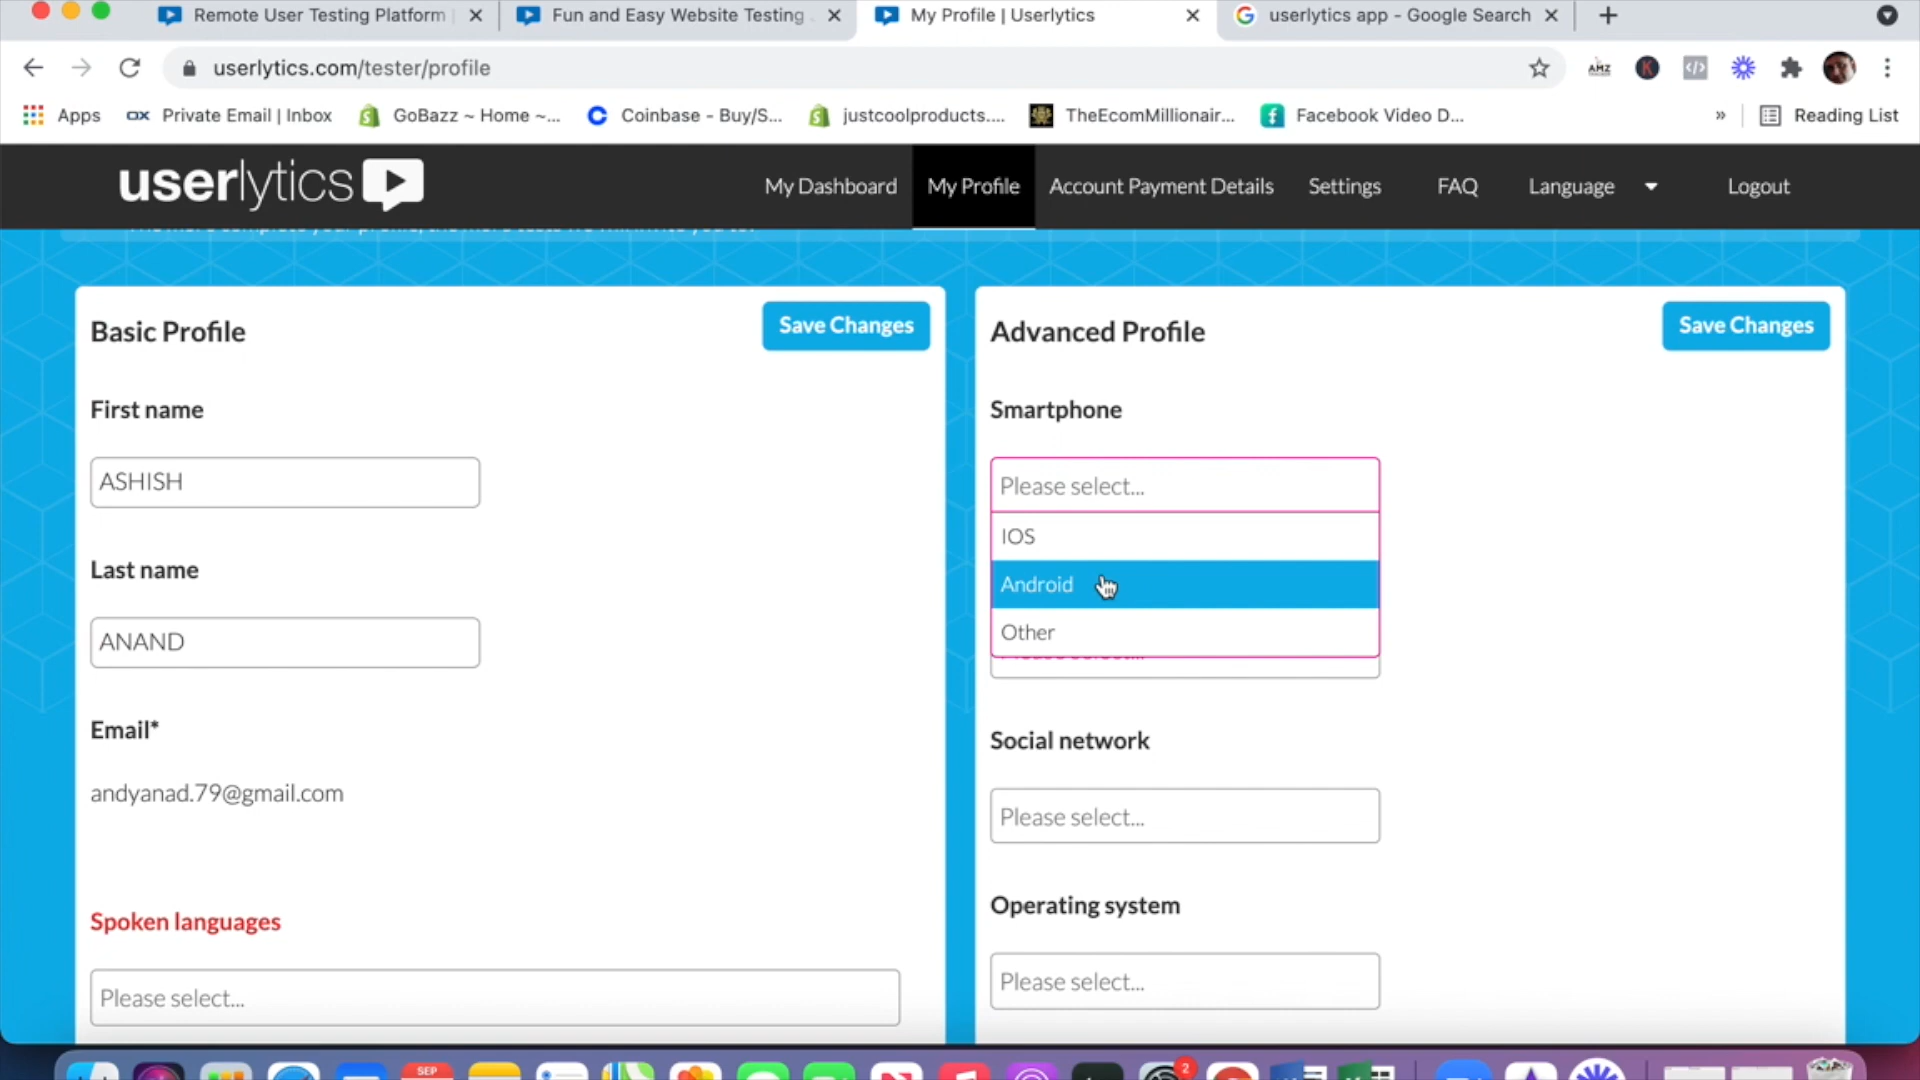 Remote User Testing Platform
Fun and Easy Website Testing
My Profile | Userlytics
userlytics app - Google Search
userlytics.com/tester/profile
AMZ
K
Apps
OX
Private Email | Inbox
GoBazz ~ Home ~...
Coinbase - Buy/S...
justcoolproducts....
TheEcomMillionair...
Facebook Video D...
»
Reading List
userlytics
My Dashboard
My Profile
Account Payment Details
Settings
FAQ
Language
Logout
Basic Profile
Save Changes
First name
ASHISH
Last name
ANAND
Email*
andyanad.79@gmail.com
Spoken languages
Please select...
Advanced Profile
Save Changes
Smartphone
Please select...
IOS
Android
Other
Social network
Please select...
Operating system
Please select...
SEP
2